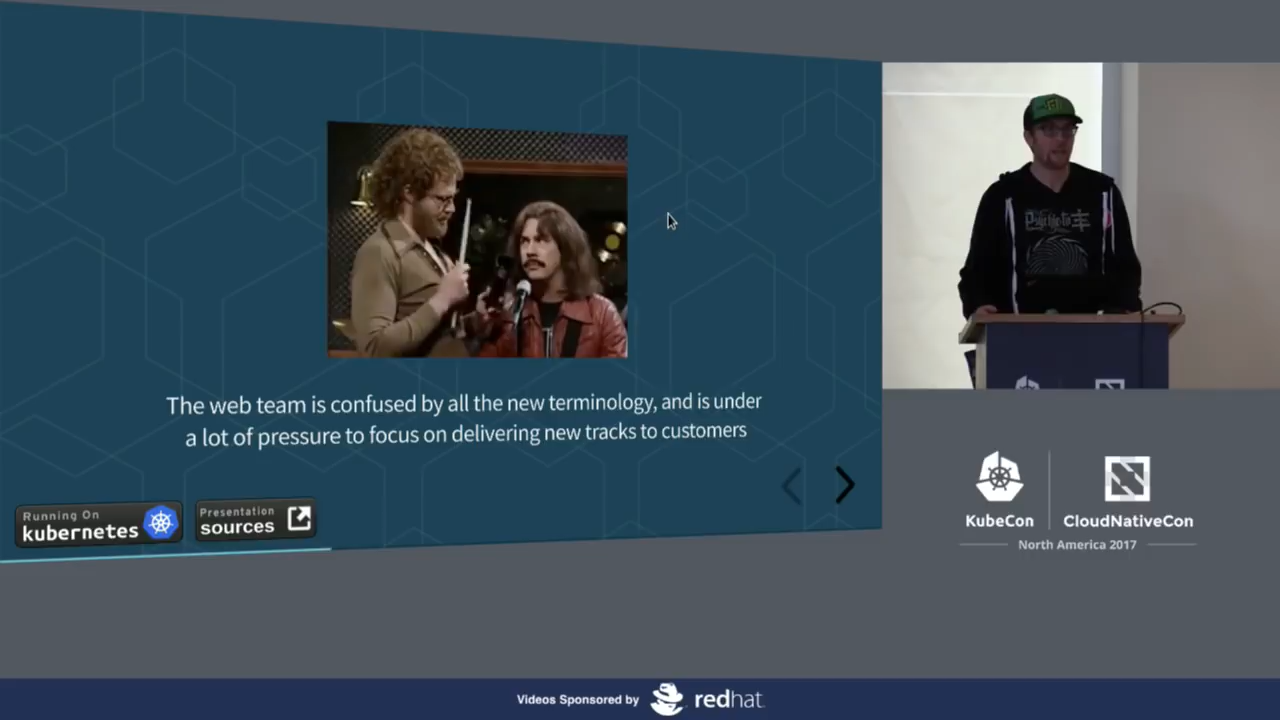 The web team is confused by all the new terminology, and is under
a lot of pressure to focus on delivering new tracks to customers
Running On
kubernetes
Presentation
sources
KubeCon
CloudNativeCon
North America 2017
Videos Sponsored by
redhat